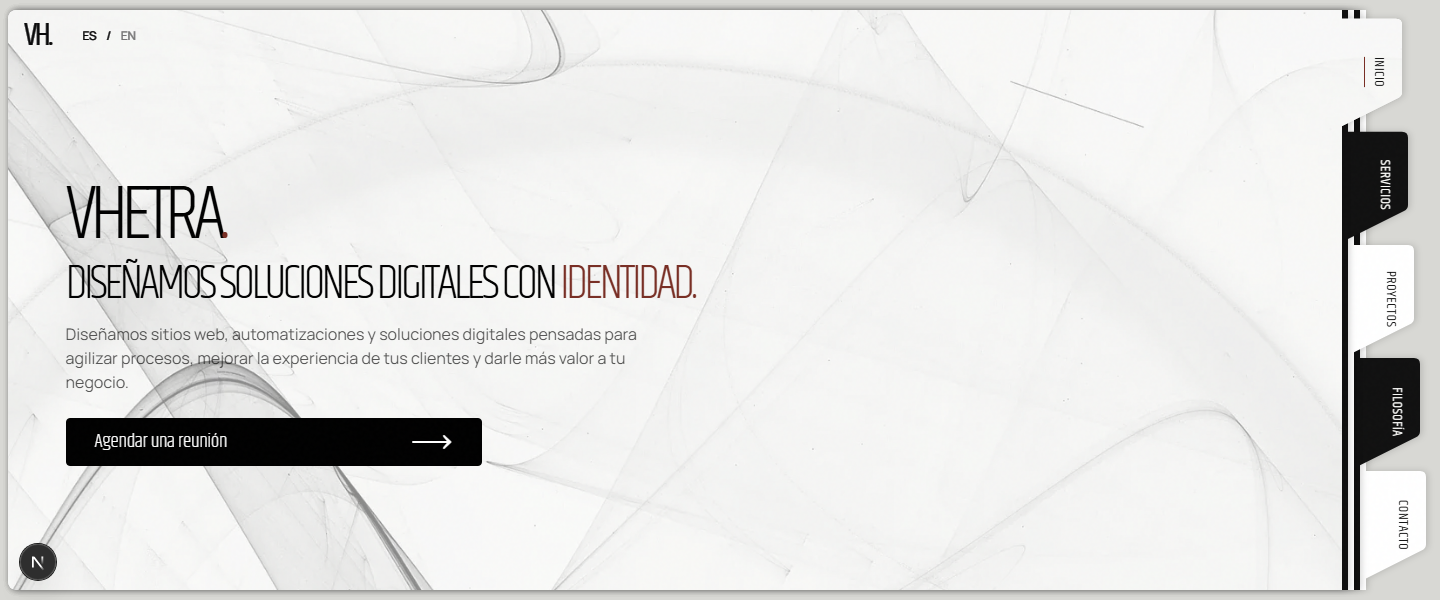 VH.
ES / EN
VHETRA.
DISEÑAMOS SOLUCIONES DIGITALES CON IDENTIDAD.
Diseñamos sitios web, automatizaciones y soluciones digitales pensadas para
agilizar procesos, mejorar la experiencia de tus clientes y darle más valor a tu
negocio.
Agendar una reunión
N
INICIO
SERVICIOS
PROYECTOS
FILOSOFÍA
CONTACTO